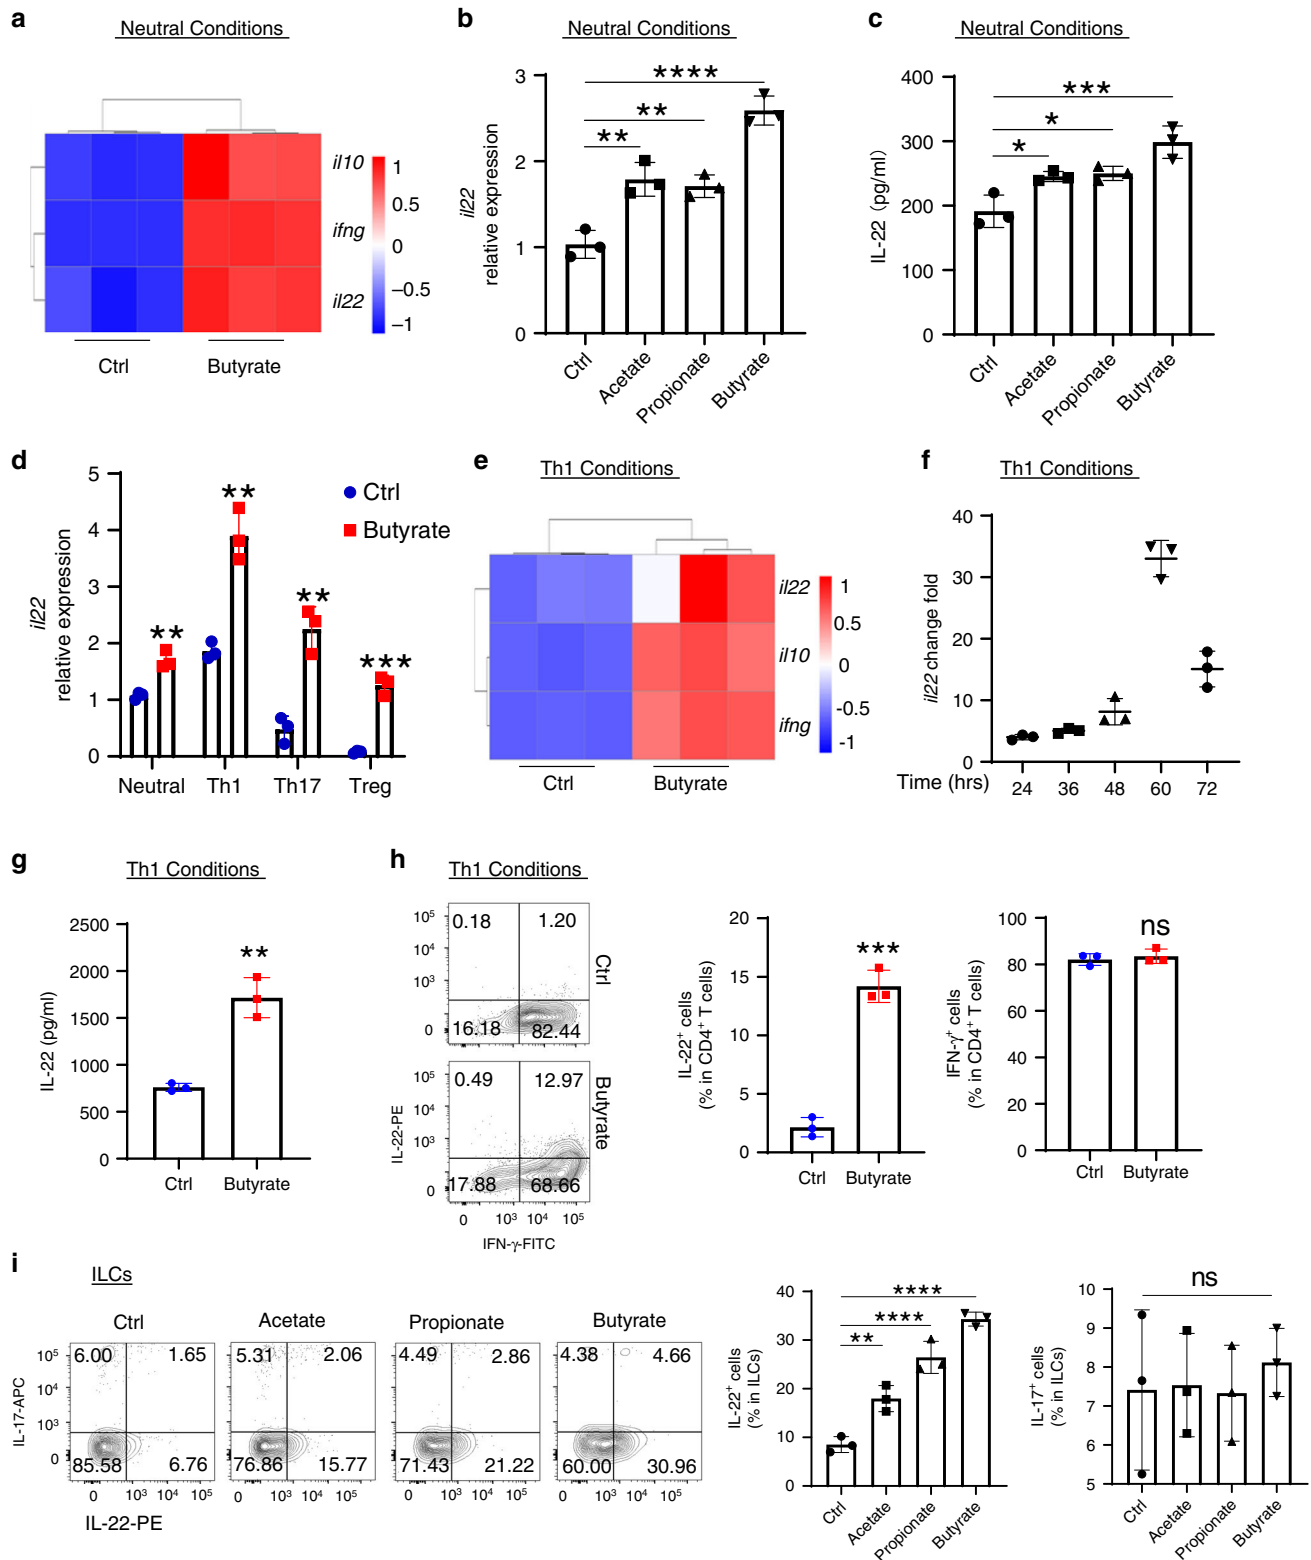 a
Neutral Conditions
il10
ifng
il22
1
0.5
0
−0.5
−1
Ctrl
Butyrate
b
Neutral Conditions
il22
relative expression
3
2
1
0
****
**
**
Ctrl
Acetate
Propionate
Butyrate
c
Neutral Conditions
IL-22 (pg/ml)
400
300
200
100
0
***
*
*
Ctrl
Acetate
Propionate
Butyrate
d
il22
relative expression
5
4
3
2
1
0
Ctrl
Butyrate
**
**
**
***
Neutral
Th1
Th17
Treg
e
Th1 Conditions
il22
il10
ifng
1
0.5
0
-0.5
-1
Ctrl
Butyrate
f
Th1 Conditions
il22 change fold
40
30
20
10
0
Time (hrs)
24
36
48
60
72
g
Th1 Conditions
IL-22 (pg/ml)
2500
2000
1500
1000
500
0
**
Ctrl
Butyrate
h
Th1 Conditions
10⁵
10⁴
10³
0
0.18
1.20
16.18
82.44
Ctrl
10⁵
10⁴
10³
0
0.49
12.97
17.88
68.66
Butyrate
IL-22-PE
0
10³
10⁴
10⁵
IFN-γ-FITC
IL-22⁺ cells
(% in CD4⁺ T cells)
20
15
10
5
0
***
Ctrl
Butyrate
IFN-γ⁺ cells
(% in CD4⁺ T cells)
100
80
60
40
20
0
ns
Ctrl
Butyrate
i
ILCs
Ctrl
Acetate
Propionate
Butyrate
IL-17-APC
10⁵
10⁴
10³
0
6.00
1.65
85.58
6.76
5.31
2.06
76.86
15.77
4.49
2.86
71.43
21.22
4.38
4.66
60.00
30.96
0
10³
10⁴
10⁵
0
10³
10⁴
10⁵
0
10³
10⁴
10⁵
0
10³
10⁴
10⁵
IL-22-PE
IL-22⁺ cells
(% in ILCs)
40
30
20
10
0
****
****
**
Ctrl
Acetate
Propionate
Butyrate
IL-17⁺ cells
(% in ILCs)
10
9
8
7
6
5
ns
Ctrl
Acetate
Propionate
Butyrate